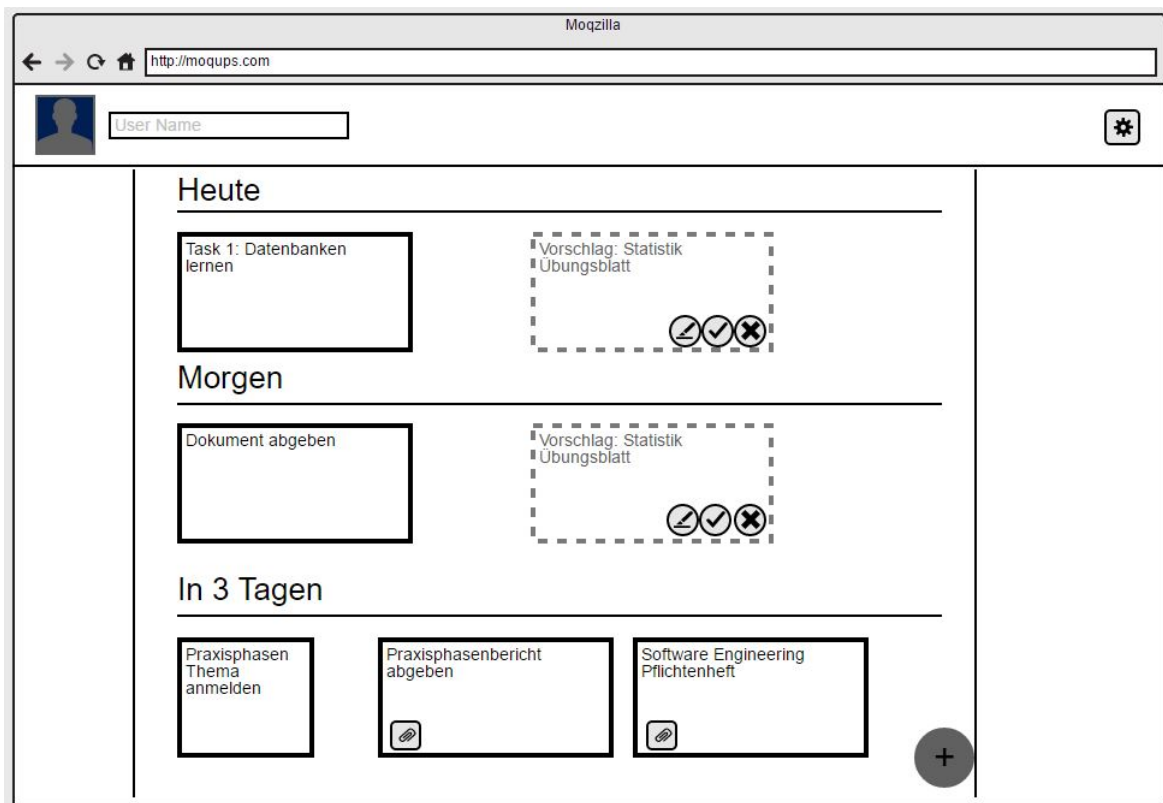 Moqzilla
http://moqups.com
User Name
Heute
Task 1: Datenbanken
lernen
Vorschlag: Statistik
Übungsblatt
Morgen
Dokument abgeben
Vorschlag: Statistik
Übungsblatt
In 3 Tagen
Praxisphasen
Thema
anmelden
Praxisphasenbericht
abgeben
Software Engineering
Pflichtenheft
+